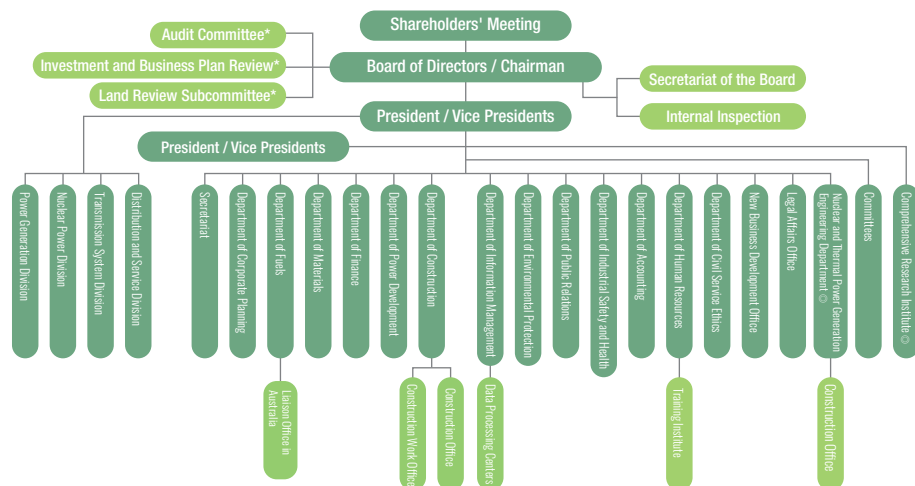 Shareholders' Meeting
Audit Committee*
Investment and Business Plan Review*
Board of Directors / Chairman
Land Review Subcommittee*
Secretariat of the Board
Internal Inspection
President / Vice Presidents
President / Vice Presidents
Power Generation Division
Nuclear Power Division
Transmission System Division
Distribution and Service Division
Secretariat
Department of Corporate Planning
Department of Fuels
Department of Materials
Department of Finance
Department of Power Development
Department of Construction
Department of Information Management
Department of Environmental Protection
Department of Public Relations
Department of Industrial Safety and Health
Department of Accounting
Department of Human Resources
Department of Civil Service Ethics
New Business Development Office
Legal Affairs Office
Nuclear and Thermal Power Generation
Engineering Department ◎
Committees
Comprehensive Research Institute ◎
Liaison Office in
Australia
Construction Work Office
Construction Office
Data Processing Centers
Training Institute
Construction Office